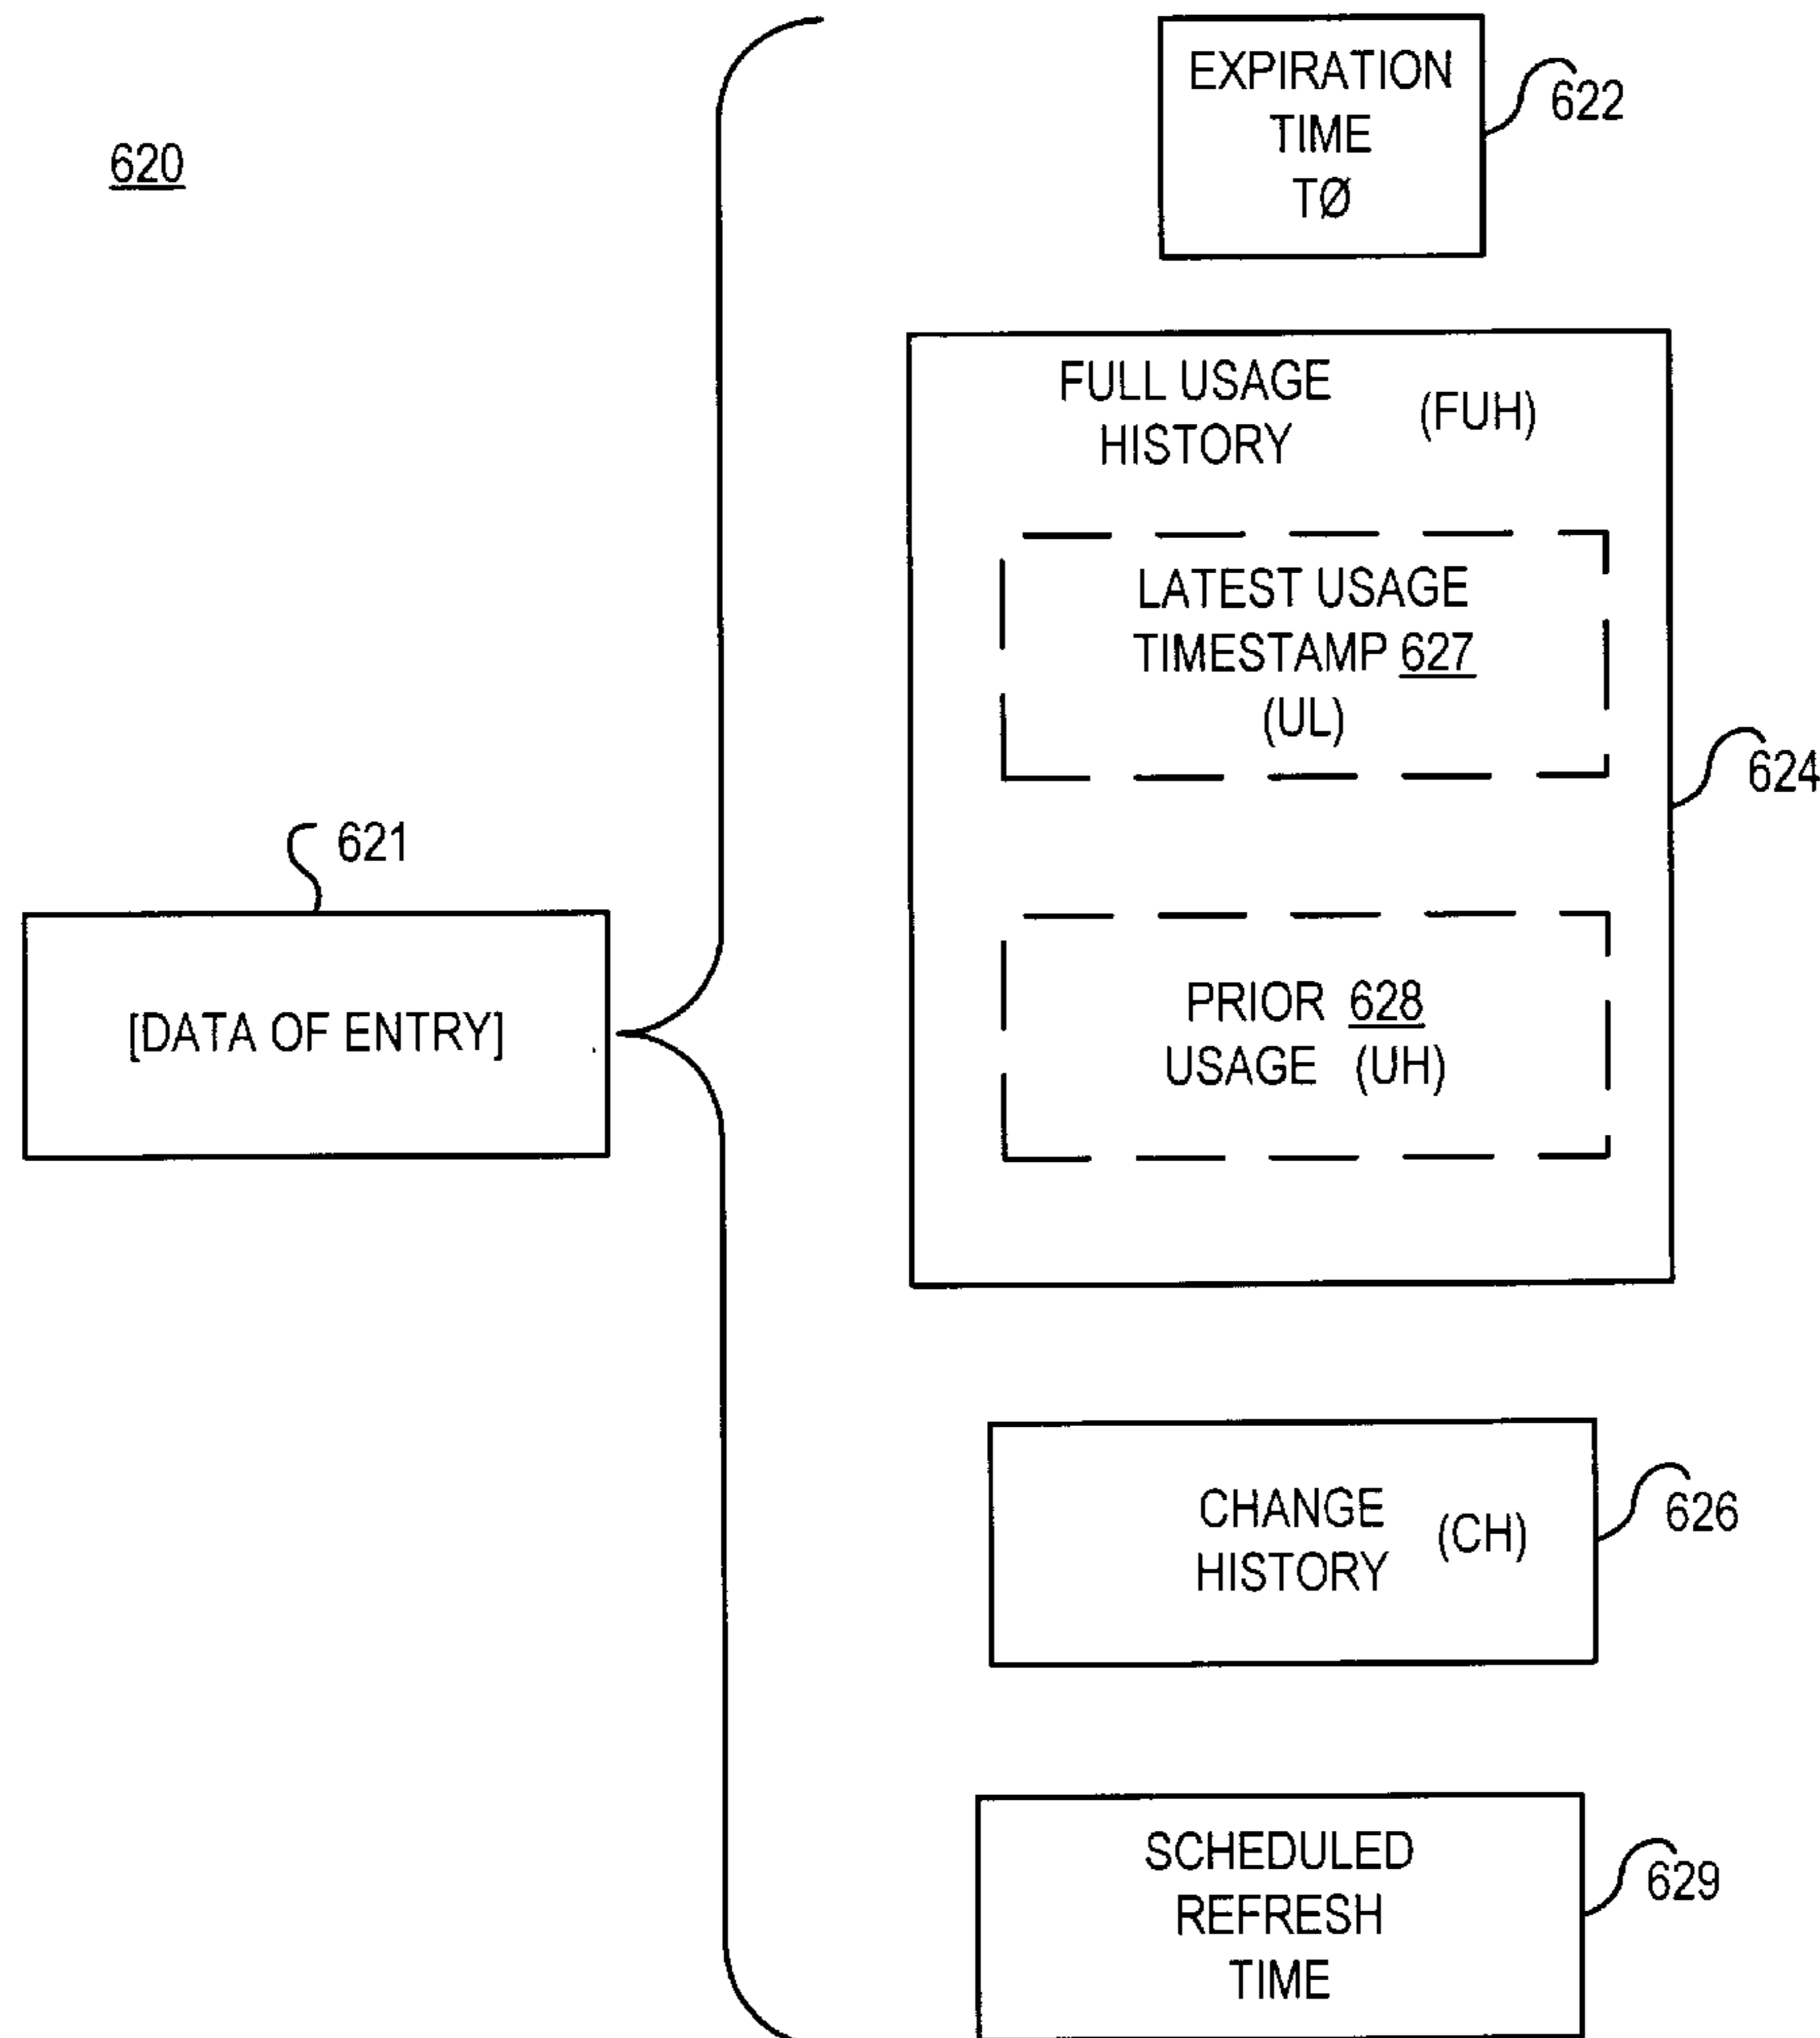 620
EXPIRATION
TIME
TØ
622
FULL USAGE
HISTORY (FUH)
LATEST USAGE
TIMESTAMP 627
(UL)
624
621
[DATA OF ENTRY]
PRIOR 628
USAGE (UH)
CHANGE
HISTORY (CH)
626
SCHEDULED
REFRESH
TIME
629